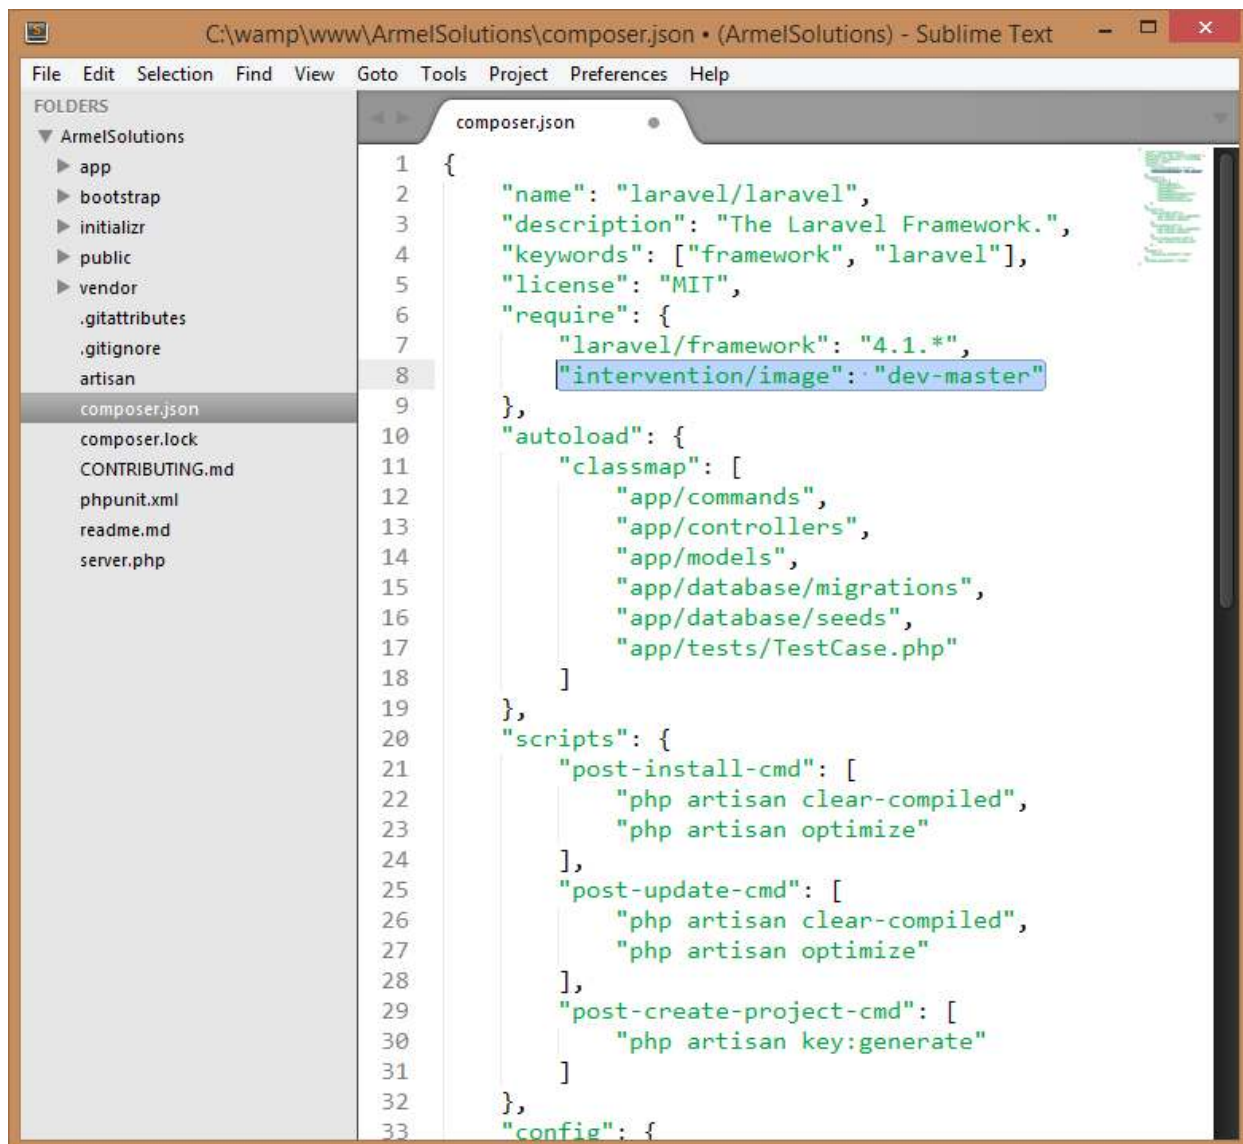 C:\wamp\www\ArmelSolutions\composer.json • (ArmelSolutions) - Sublime Text
File Edit Selection Find View Goto Tools Project Preferences Help
FOLDERS
ArmelSolutions
app
bootstrap
initializr
public
vendor
.gitattributes
.gitignore
artisan
composer.json
composer.lock
CONTRIBUTING.md
phpunit.xml
readme.md
server.php
composer.json
1 {
2 "name": "laravel/laravel",
3 "description": "The Laravel Framework.",
4 "keywords": ["framework", "laravel"],
5 "license": "MIT",
6 "require": {
7 "laravel/framework": "4.1.*",
8 "intervention/image": "dev-master"
9 },
10 "autoload": {
11 "classmap": [
12 "app/commands",
13 "app/controllers",
14 "app/models",
15 "app/database/migrations",
16 "app/database/seeds",
17 "app/tests/TestCase.php"
18 ]
19 },
20 "scripts": {
21 "post-install-cmd": [
22 "php artisan clear-compiled",
23 "php artisan optimize"
24 ],
25 "post-update-cmd": [
26 "php artisan clear-compiled",
27 "php artisan optimize"
28 ],
29 "post-create-project-cmd": [
30 "php artisan key:generate"
31 ]
32 },
33 "config": {